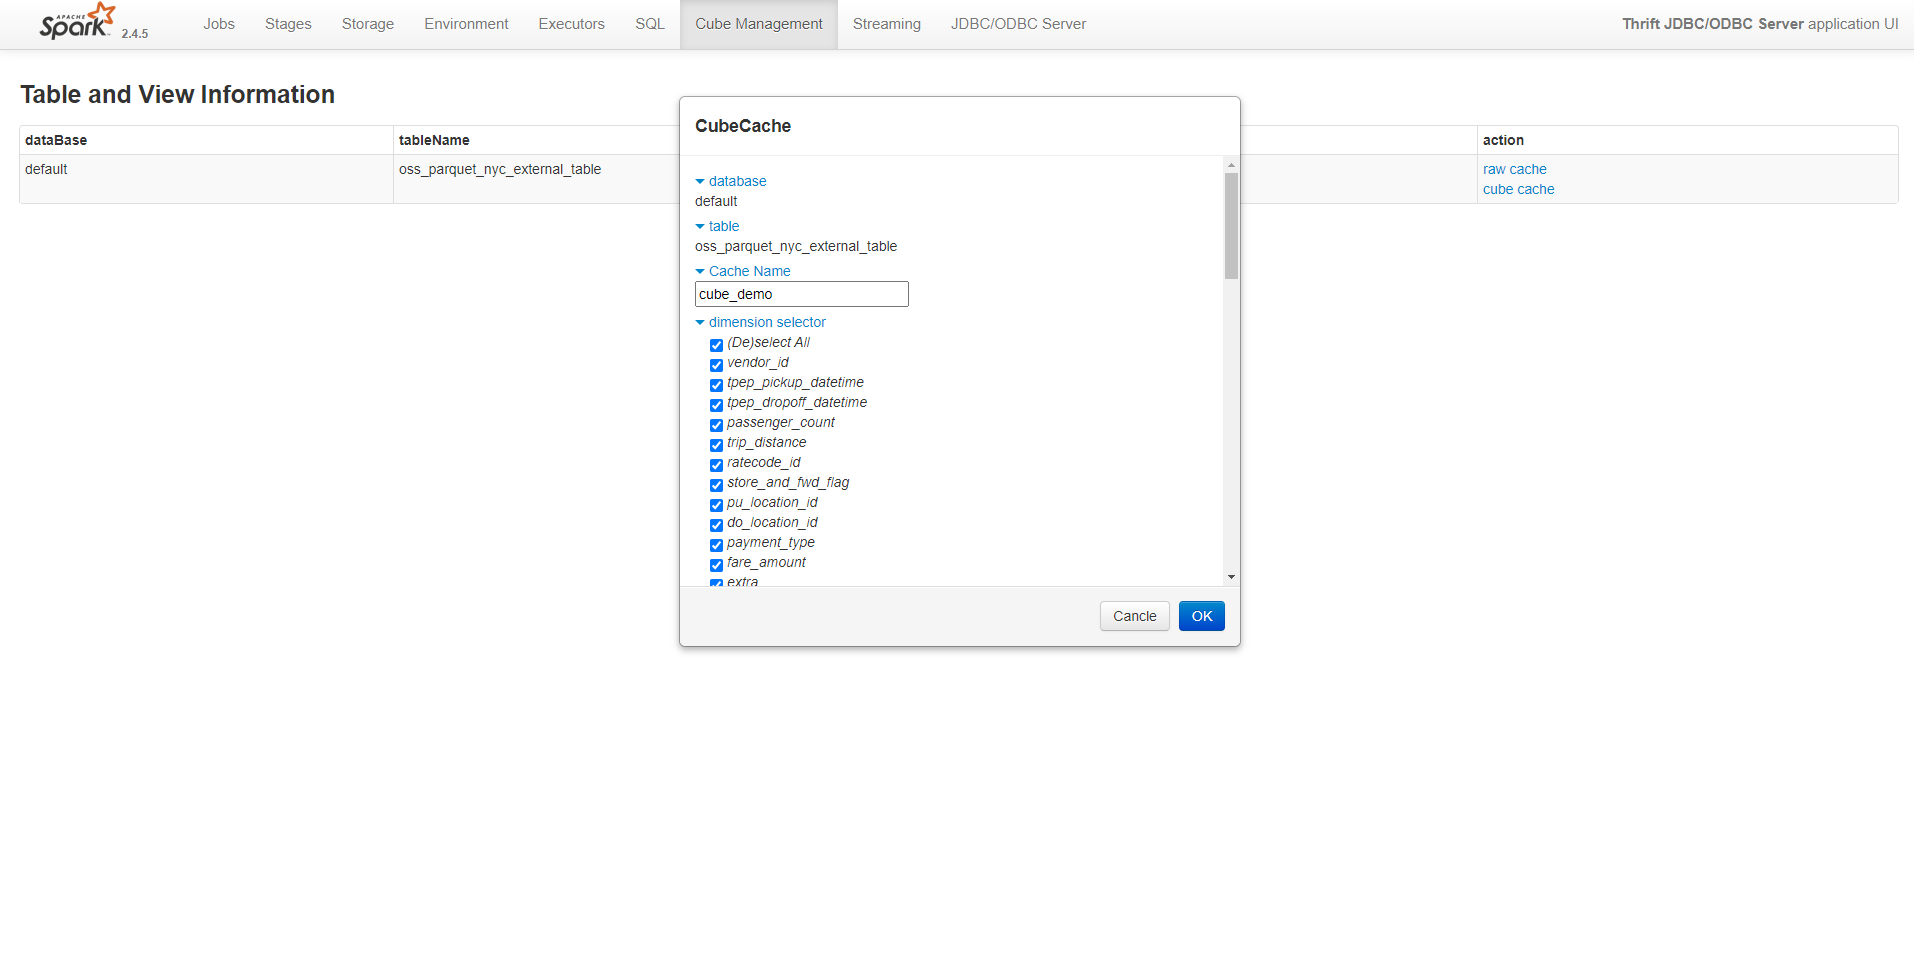 APACHE
Spark 2.4.5 Jobs Stages Storage Environment Executors SQL Cube Management Streaming JDBC/ODBC Server Thrift JDBC/ODBC Server application UI
Table and View Information
dataBase tableName action
default oss_parquet_nyc_external_table raw cache
cube cache
CubeCache
database
default
table
oss_parquet_nyc_external_table
Cache Name
cube_demo
dimension selector
(De)select All
vendor_id
tpep_pickup_datetime
tpep_dropoff_datetime
passenger_count
trip_distance
ratecode_id
store_and_fwd_flag
pu_location_id
do_location_id
payment_type
fare_amount
extra
Cancle OK